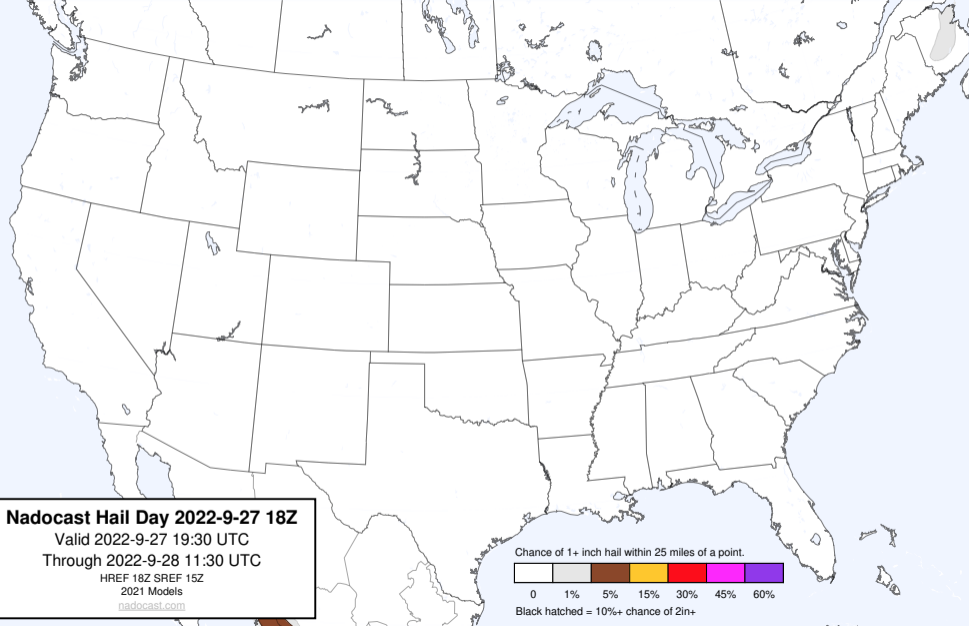 Nadocast Hail Day 2022-9-27 18Z
Valid 2022-9-27 19:30 UTC
Through 2022-9-28 11:30 UTC
HREF 18Z SREF 15Z
2021 Models
nadocast.com
Chance of 1+ inch hail within 25 miles of a point.
0 1% 5% 15% 30% 45% 60%
Black hatched = 10%+ chance of 2in+